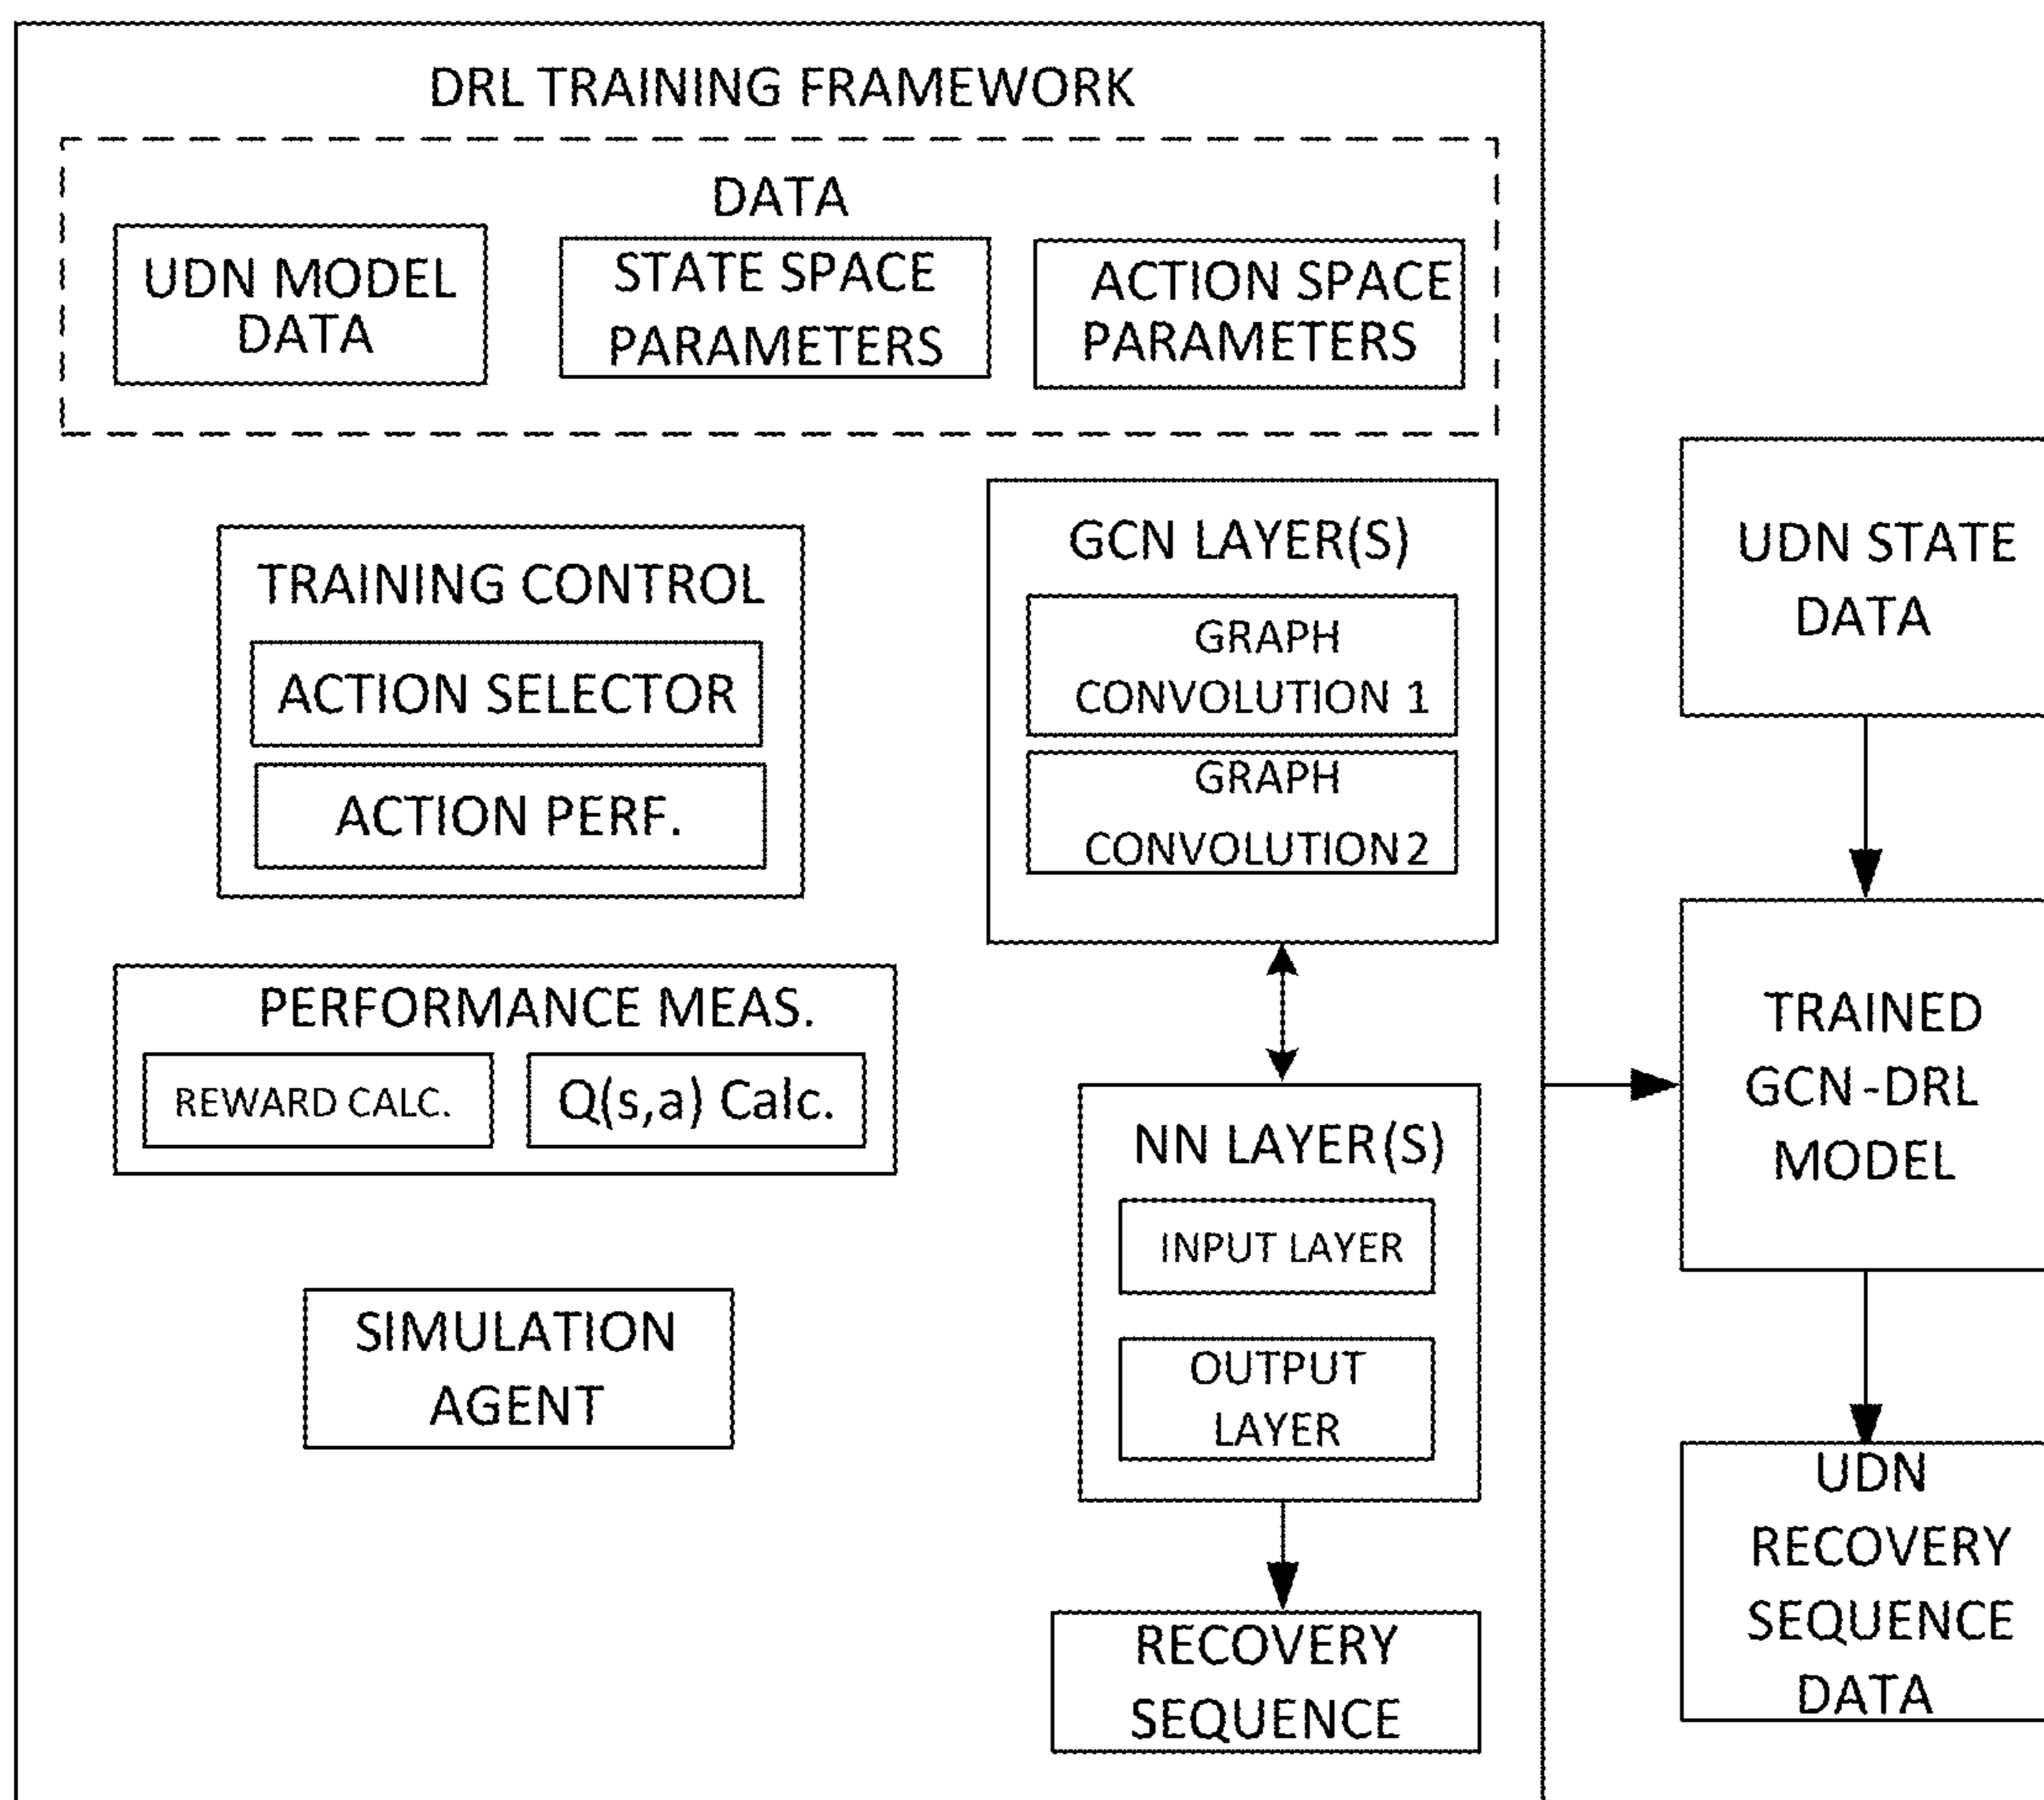 DRL TRAINING FRAMEWORK
DATA
UDN MODEL
DATA
STATE SPACE
PARAMETERS
ACTION SPACE
PARAMETERS
TRAINING CONTROL
ACTION SELECTOR
ACTION PERF.
PERFORMANCE MEAS.
REWARD CALC.
Q(s,a) Calc.
SIMULATION
AGENT
GCN LAYER(S)
GRAPH
CONVOLUTION 1
GRAPH
CONVOLUTION 2
NN LAYER(S)
INPUT LAYER
OUTPUT
LAYER
RECOVERY
SEQUENCE
UDN STATE
DATA
TRAINED
GCN-DRL
MODEL
UDN
RECOVERY
SEQUENCE
DATA